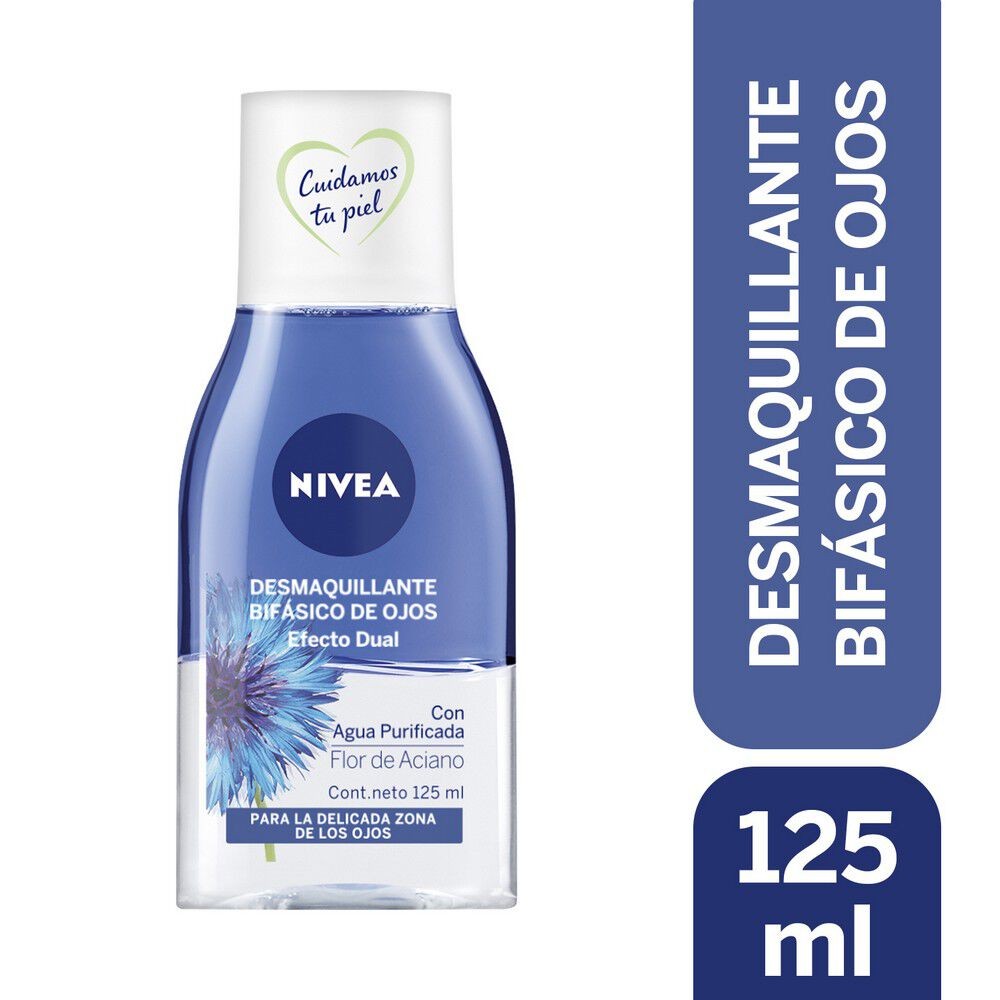 Cuidamos
tu piel
NIVEA
DESMAQUILLANTE
BIFÁSICO DE OJOS
Efecto Dual
Con
Agua Purificada
Flor de Aciano
Cont.neto 125 ml
PARA LA DELICADA ZONA
DE LOS OJOS
DESMAQUILLANTE
BIFÁSICO DE OJOS
125
ml